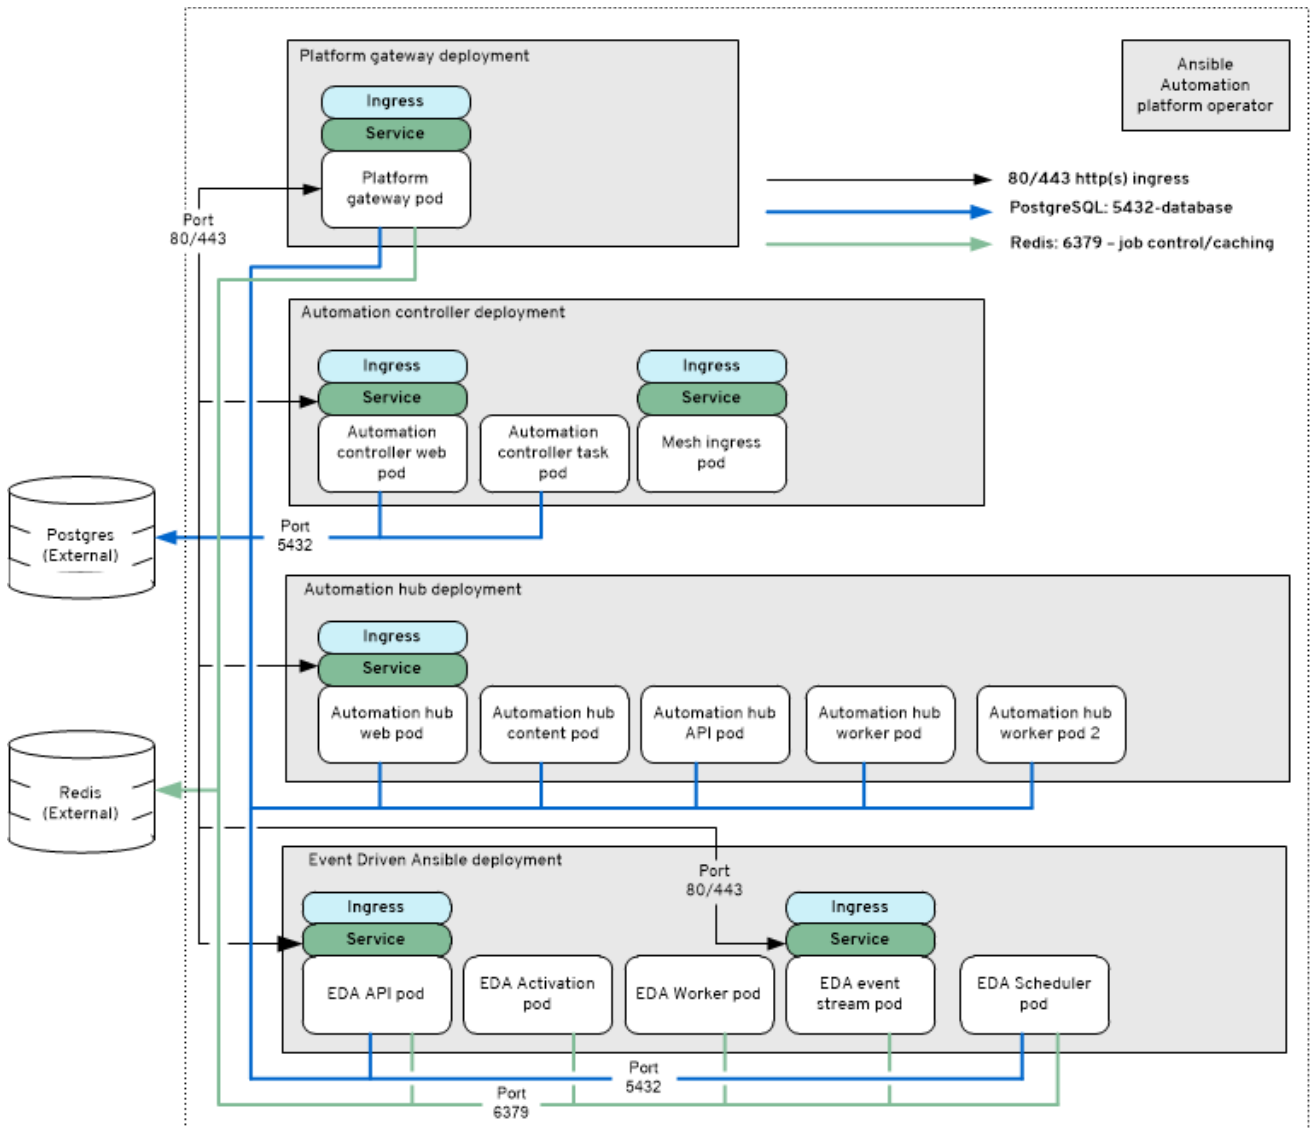 Platform gateway deployment
Ingress
Service
Platform
gateway pod
Ansible
Automation
platform operator
80/443 http(s) ingress
PostgreSQL: 5432-database
Redis: 6379 – job control/caching
Port
80/443
Automation controller deployment
Ingress
Service
Automation
controller web
pod
Automation
controller task
pod
Ingress
Service
Mesh ingress
pod
Postgres
(External)
Port
5432
Automation hub deployment
Ingress
Service
Automation hub
web pod
Automation hub
content pod
Automation hub
API pod
Automation hub
worker pod
Automation hub
worker pod 2
Redis
(External)
Event Driven Ansible deployment
Port
80/443
Ingress
Service
EDA API pod
EDA Activation
pod
EDA Worker pod
Ingress
Service
EDA event
stream pod
EDA Scheduler
pod
Port
5432
Port
6379